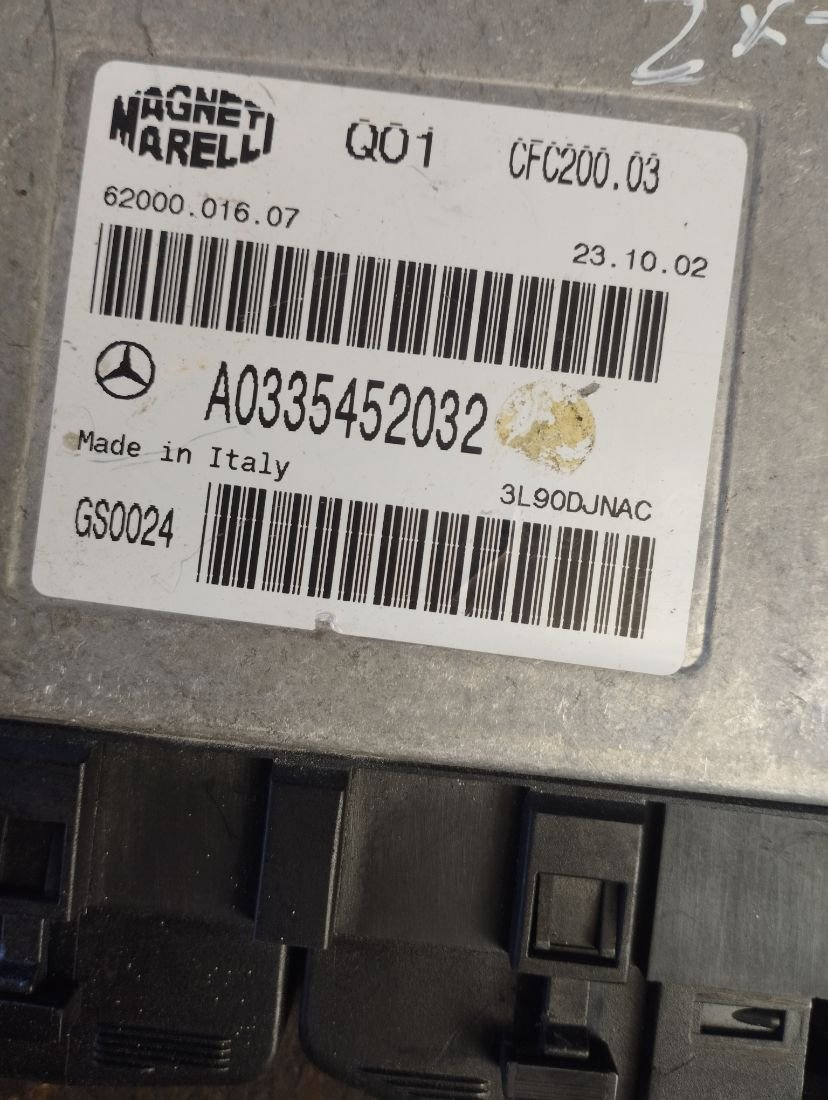 MAGNETI
MARELLI
Q01
CFC200.03
62000.016.07
23.10.02
A0335452032
Made in Italy
3L90DJNAC
GS0024